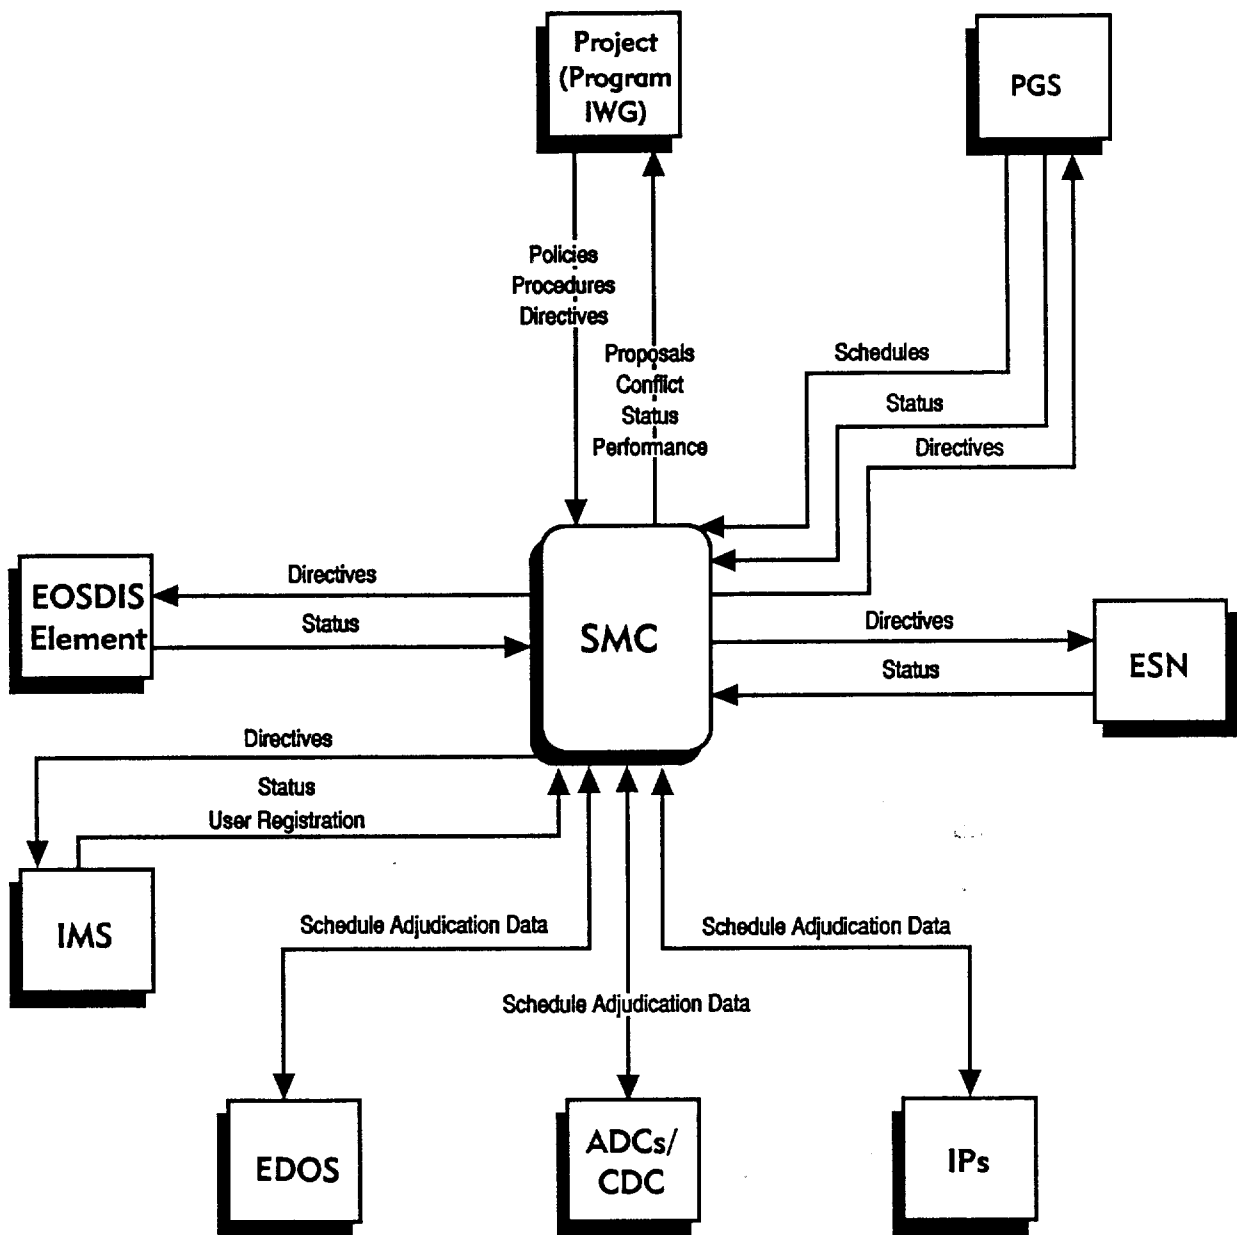 Project
(Program
IWG)
PGS
Policies
Procedures
Directives
Proposals
Conflict
Status
Performance
Schedules
Status
Directives
EOSDIS
Element
Directives
Status
SMC
Directives
Status
ESN
Directives
Status
User Registration
IMS
Schedule Adjudication Data
Schedule Adjudication Data
Schedule Adjudication Data
EDOS
ADCs/
CDC
IPs